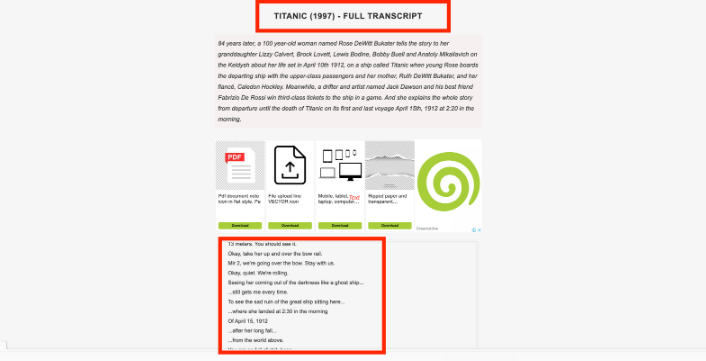 TITANIC (1997) - FULL TRANSCRIPT
84 years later, a 100 year-old woman named Rose DeWitt Bukater tells the story to her
granddaughter Lizzy Calvert, Brock Lovett, Lewis Bodine, Bobby Buell and Anatoly Mikailavich on
the Keldysh about her life set in April 10th 1912, on a ship called Titanic when young Rose boards
the departing ship with the upper-class passengers and her mother, Ruth DeWitt Bukater, and her
fiancé, Caledon Hockley. Meanwhile, a drifter and artist named Jack Dawson and his best friend
Fabrizio De Rossi win third-class tickets to the ship in a game. And she explains the whole story
from departure until the death of Titanic on its first and last voyage April 15th, 1912 at 2:20 in the
morning.
PDF
Pdf document note
icon in flat style. Pa
Download
File upload line
VECTOR icon
Download
Mobile, tablet,
laptop, computer...
Text
Download
Ripped paper and
transparent...
Download
13 meters. You should see it.
Okay, take her up and over the bow rail.
Mir 2, we're going over the bow. Stay with us.
Okay, quiet. We're rolling.
Seeing her coming out of the darkness like a ghost ship...
...still gets me every time.
To see the sad ruin of the great ship sitting here...
...where she landed at 2:30 in the morning
Of April 15, 1912
...after her long fall...
...from the world above.